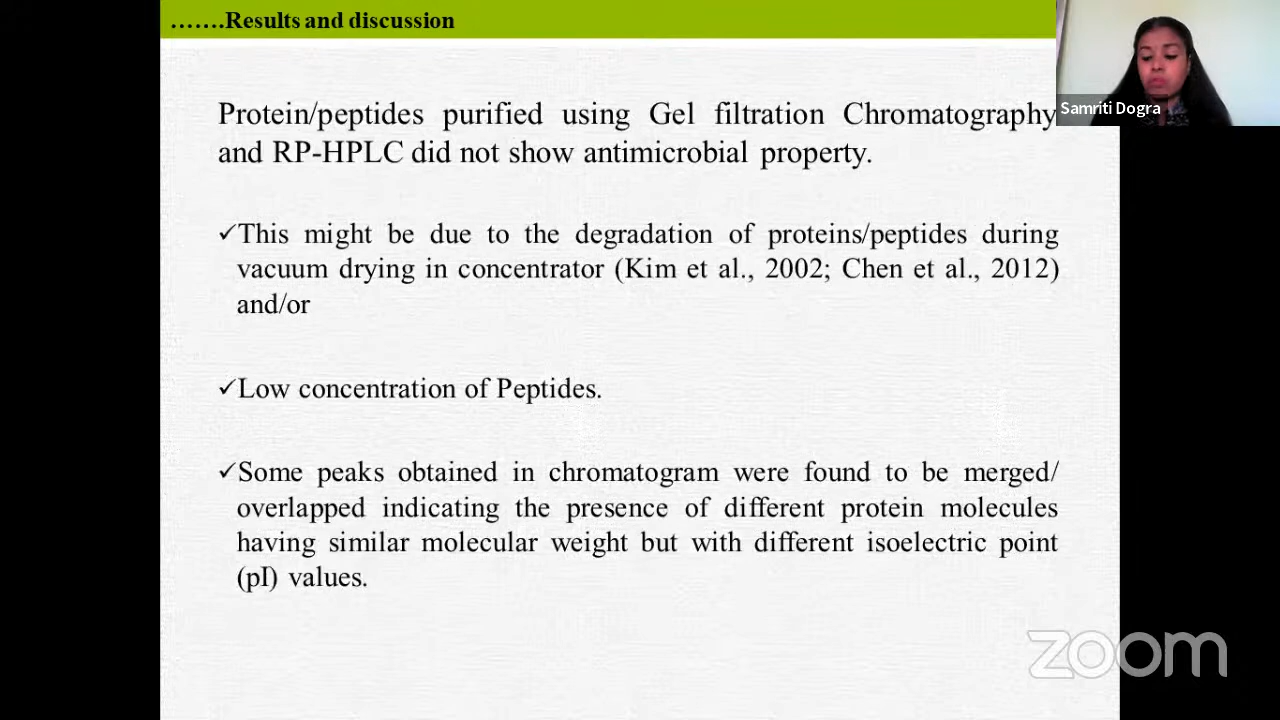 …….Results and discussion
Samriti Dogra
Protein/peptides purified using Gel filtration Chromatography
and RP-HPLC did not show antimicrobial property.
✓This might be due to the degradation of proteins/peptides during
vacuum drying in concentrator (Kim et al., 2002; Chen et al., 2012)
and/or
✓Low concentration of Peptides.
✓Some peaks obtained in chromatogram were found to be merged/
overlapped indicating the presence of different protein molecules
having similar molecular weight but with different isoelectric point
(pI) values.
zoom